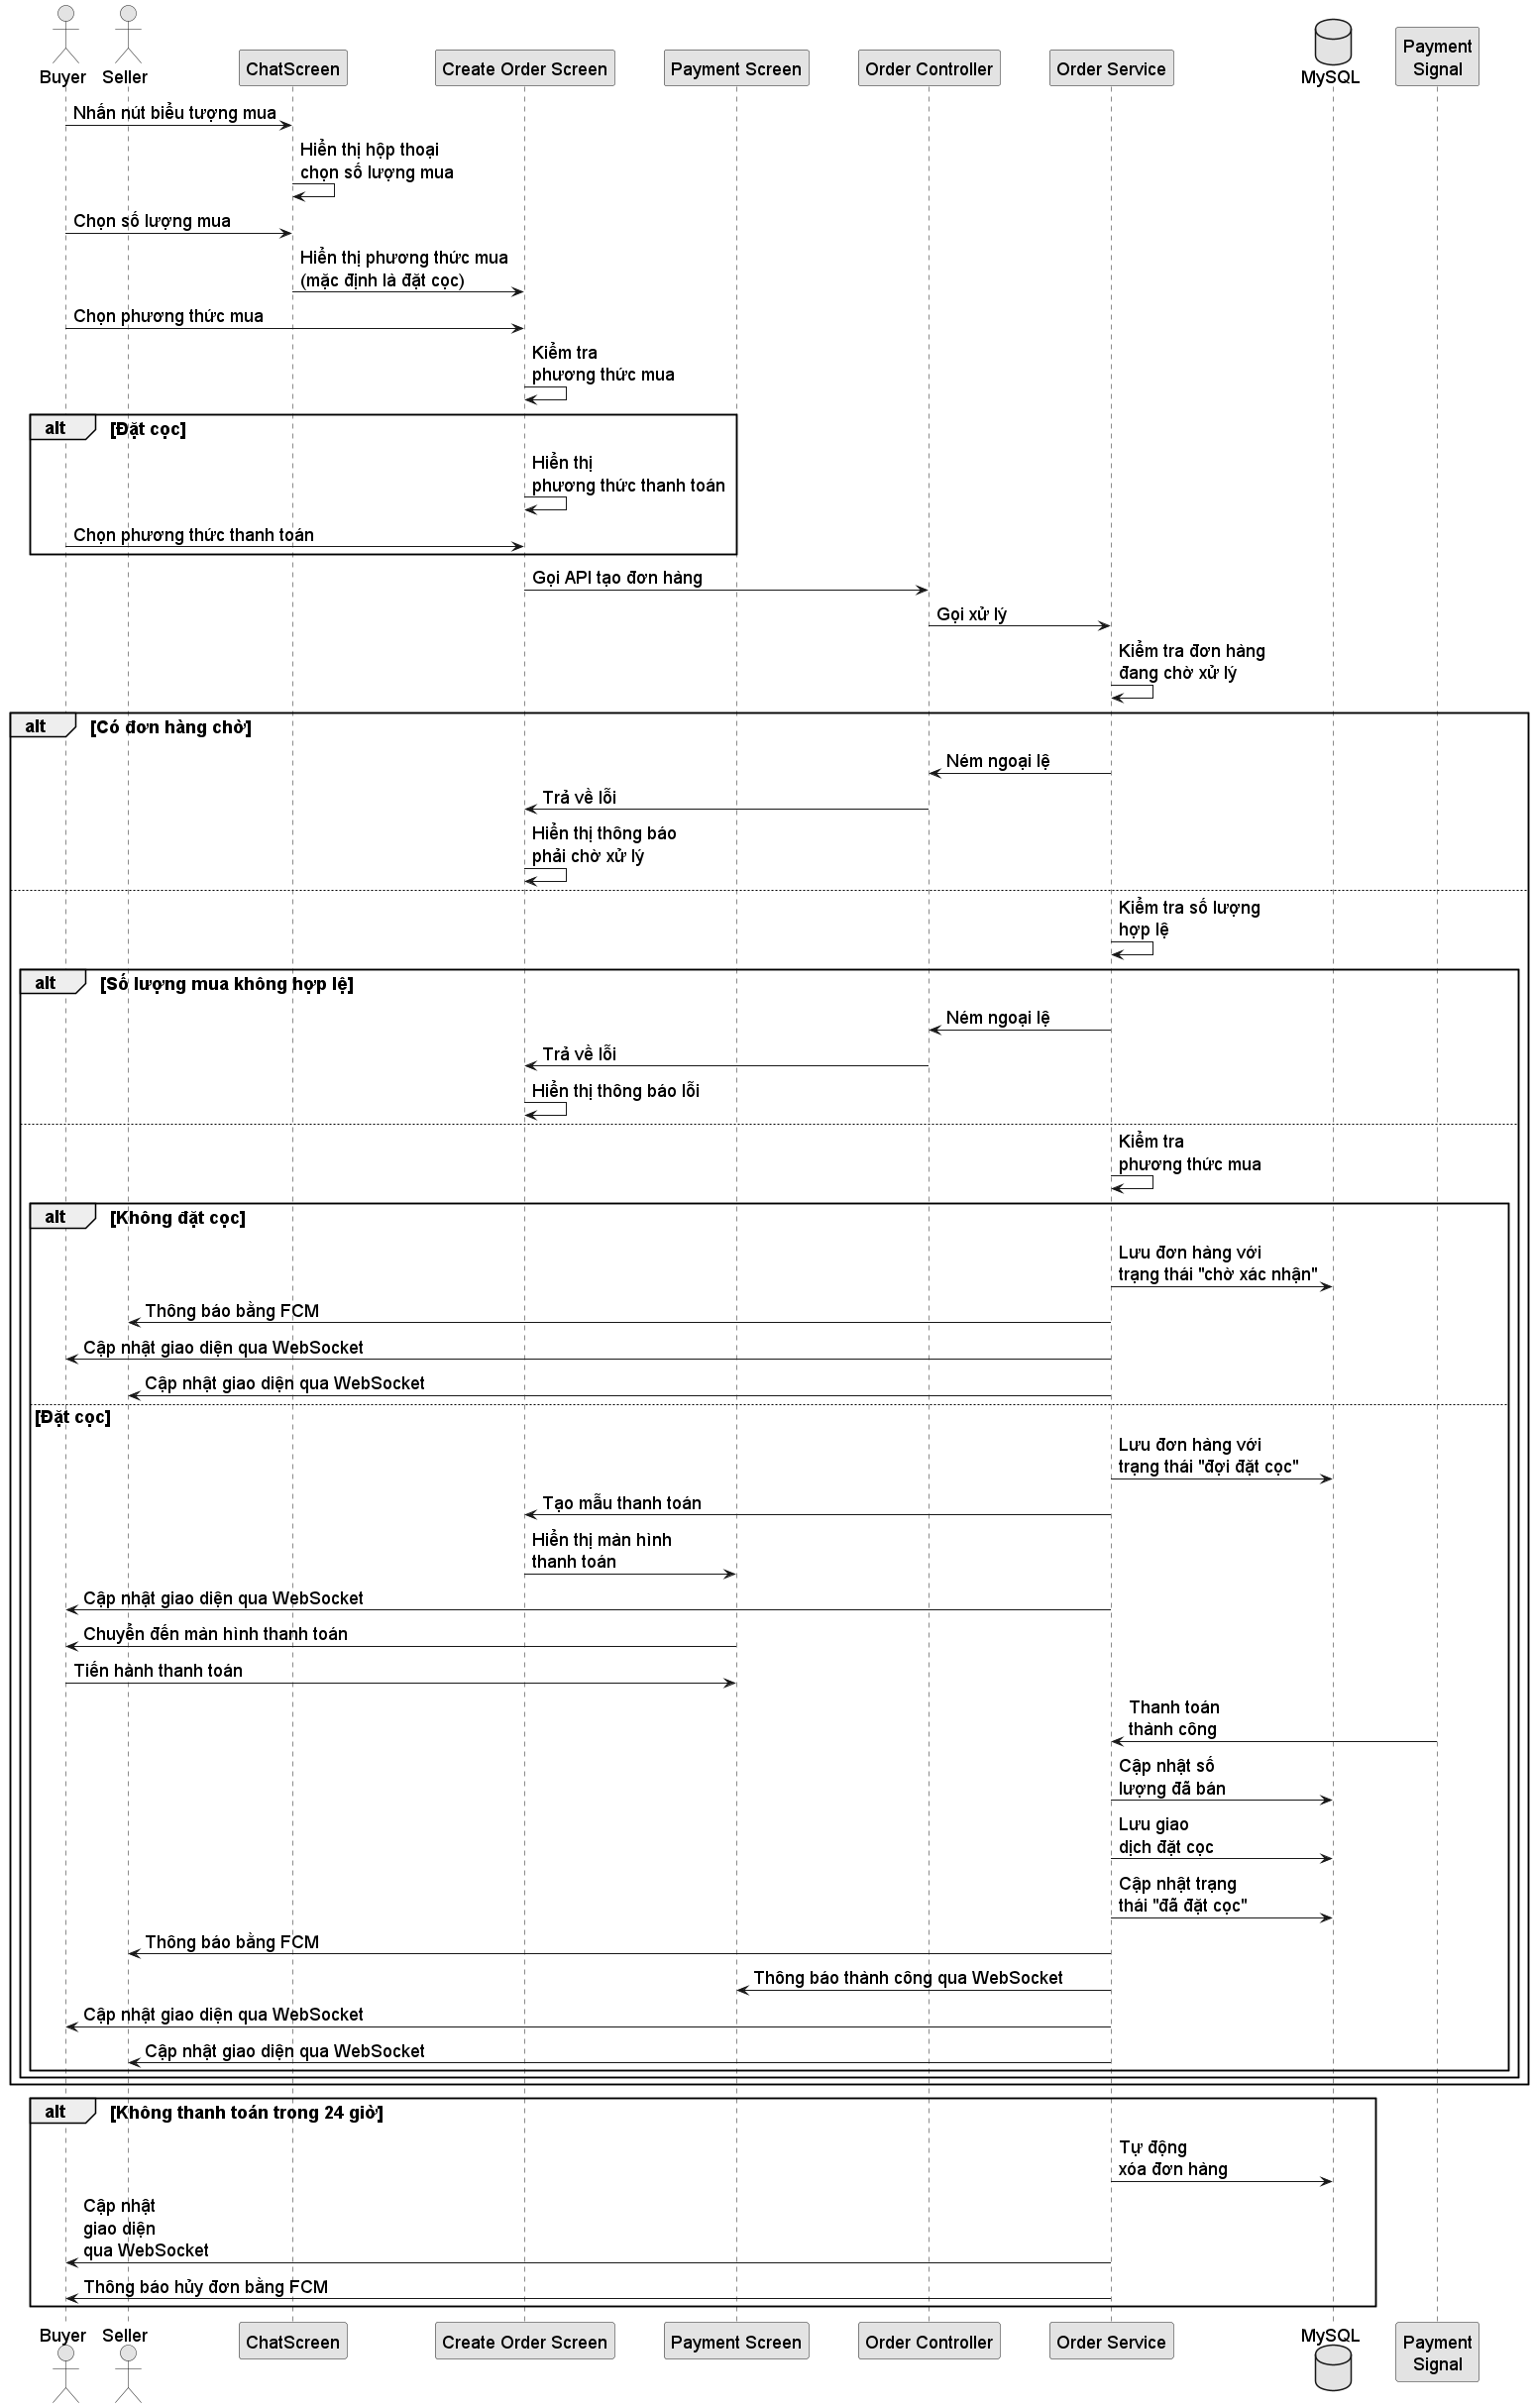 Buyer
Seller
ChatScreen
Create Order Screen
Payment Screen
Order Controller
Order Service
MySQL
Payment
Signal
Nhấn nút biểu tượng mua
Hiển thị hộp thoại
chọn số lượng mua
Chọn số lượng mua
Hiển thị phương thức mua
(mặc định là đặt cọc)
Chọn phương thức mua
Kiểm tra
phương thức mua
alt [Đặt cọc]
Hiển thị
phương thức thanh toán
Chọn phương thức thanh toán
Gọi API tạo đơn hàng
Gọi xử lý
Kiểm tra đơn hàng
đang chờ xử lý
alt [Có đơn hàng chờ]
Ném ngoại lệ
Trả về lỗi
Hiển thị thông báo
phải chờ xử lý
Kiểm tra số lượng
hợp lệ
alt [Số lượng mua không hợp lệ]
Ném ngoại lệ
Trả về lỗi
Hiển thị thông báo lỗi
Kiểm tra
phương thức mua
alt [Không đặt cọc]
Lưu đơn hàng với
trạng thái "chờ xác nhận"
Thông báo bằng FCM
Cập nhật giao diện qua WebSocket
Cập nhật giao diện qua WebSocket
[Đặt cọc]
Lưu đơn hàng với
trạng thái "đợi đặt cọc"
Tạo mẫu thanh toán
Hiển thị màn hình
thanh toán
Cập nhật giao diện qua WebSocket
Chuyển đến màn hình thanh toán
Tiến hành thanh toán
Thanh toán
thành công
Cập nhật số
lượng đã bán
Lưu giao
dịch đặt cọc
Cập nhật trạng
thái "đã đặt cọc"
Thông báo bằng FCM
Thông báo thành công qua WebSocket
Cập nhật giao diện qua WebSocket
Cập nhật giao diện qua WebSocket
alt [Không thanh toán trong 24 giờ]
Tự động
xóa đơn hàng
Cập nhật
giao diện
qua WebSocket
Thông báo hủy đơn bằng FCM
Buyer
Seller
ChatScreen
Create Order Screen
Payment Screen
Order Controller
Order Service
MySQL
Payment
Signal